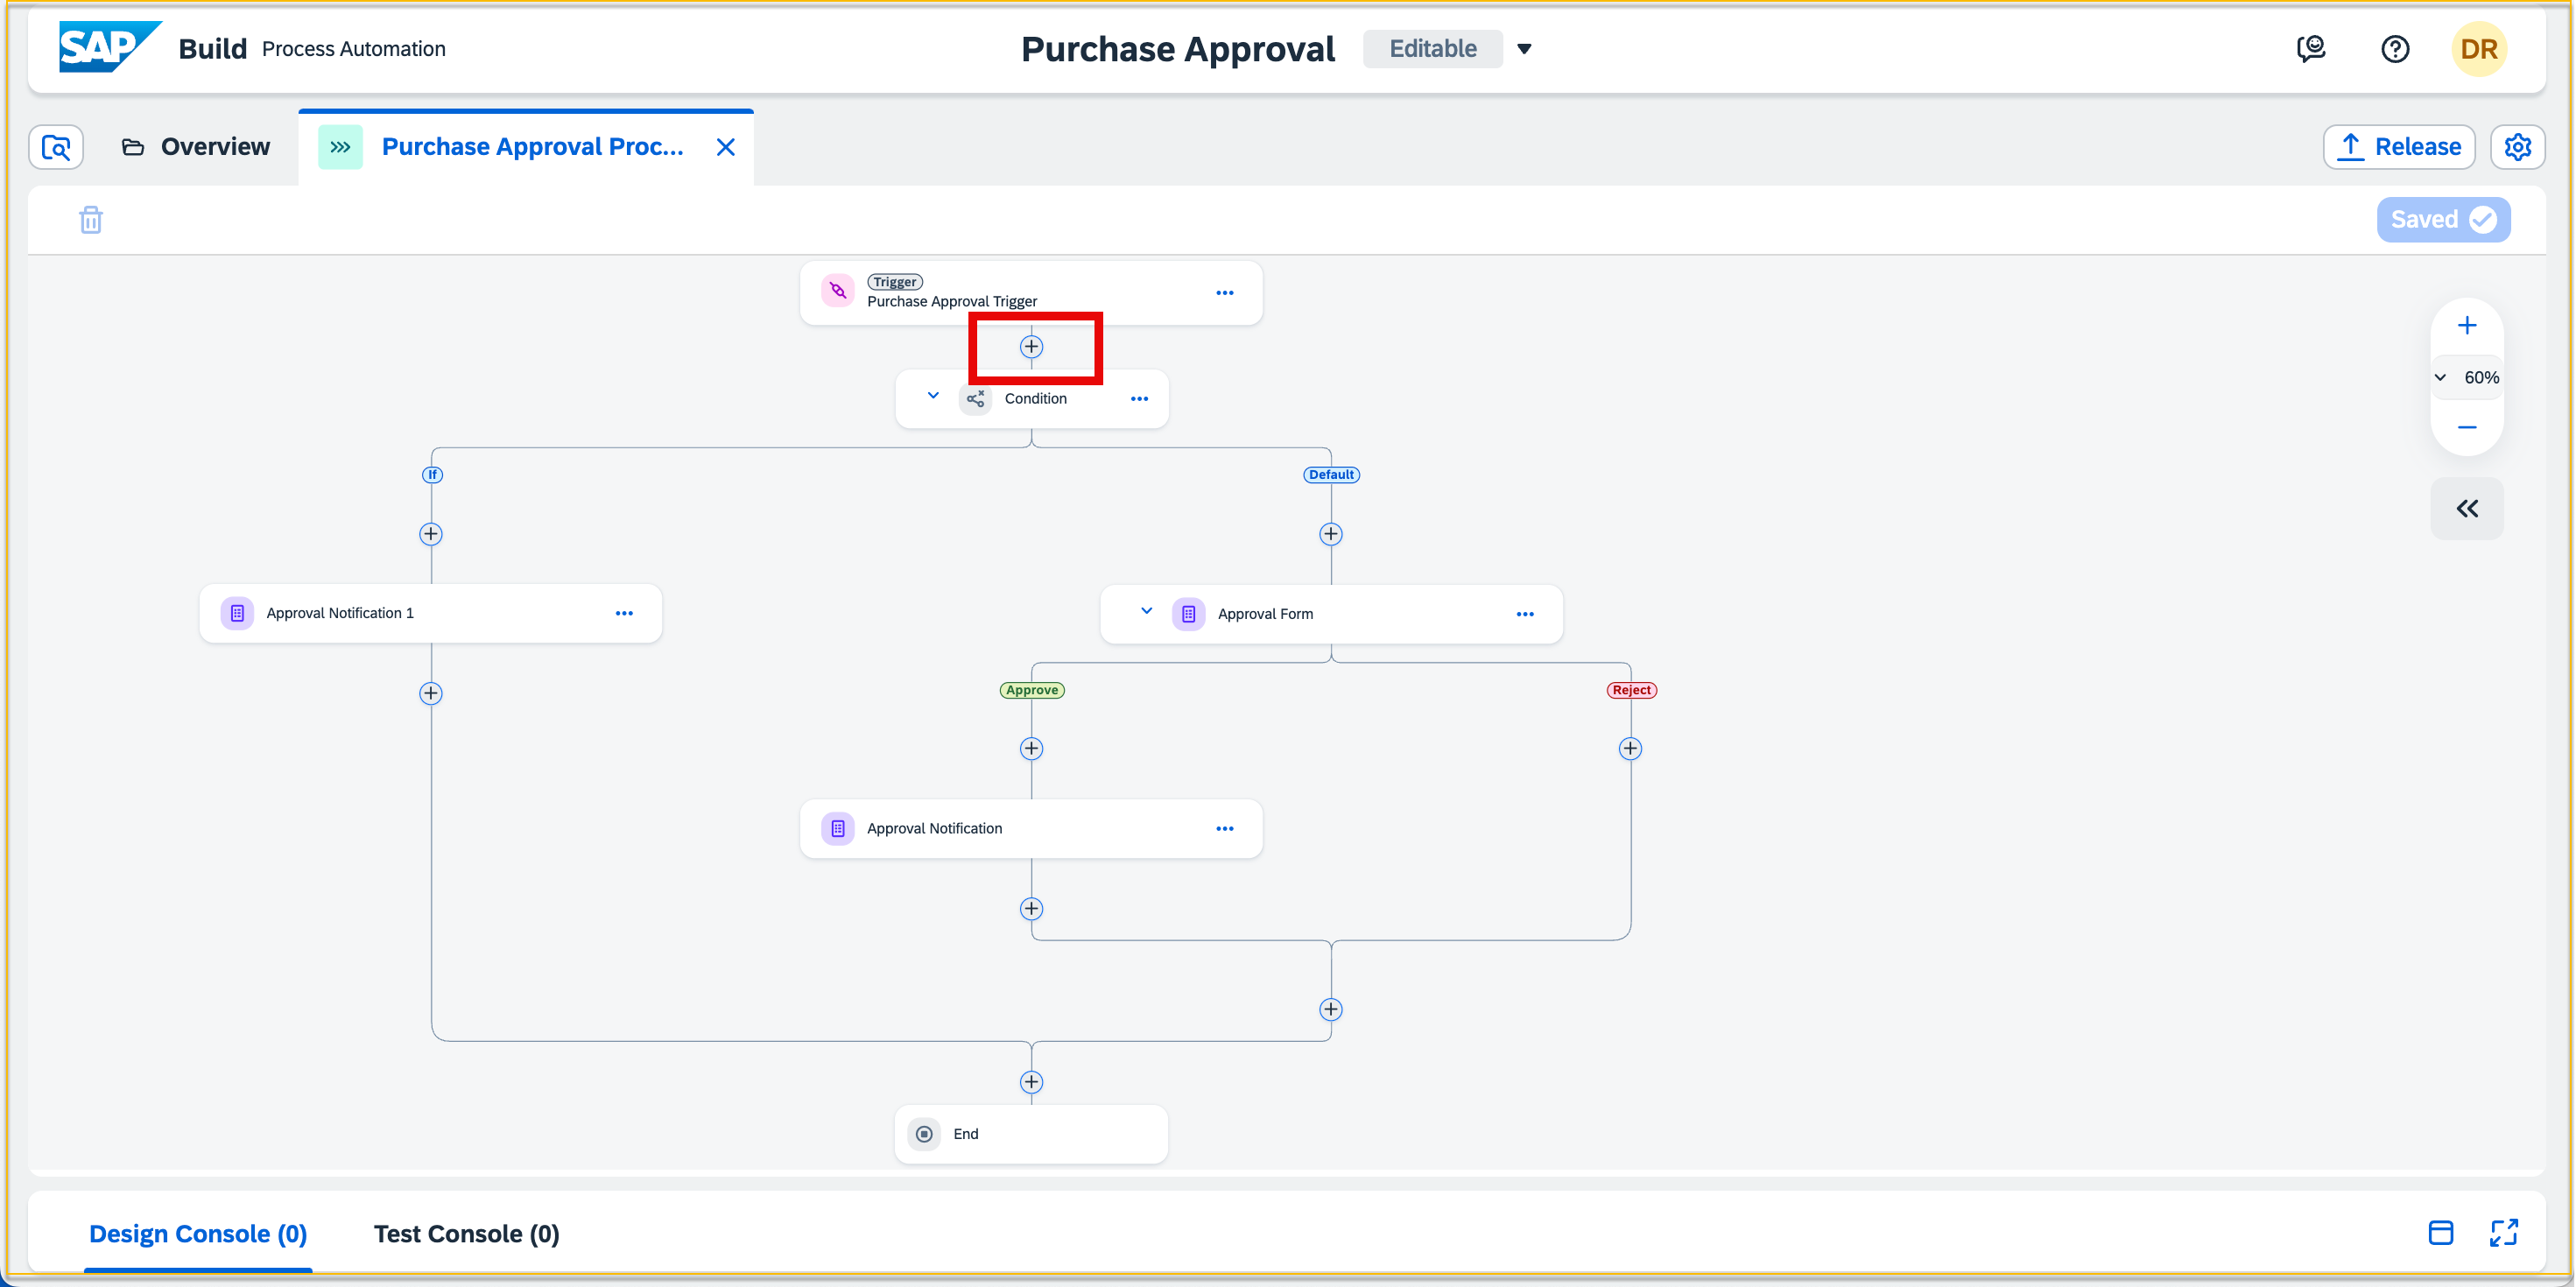 SAP Build Process Automation
Purchase Approval Editable
DR
Overview
Purchase Approval Proc...
Release
Saved
Trigger
Purchase Approval Trigger
60%
Condition
If
Default
Approval Notification 1
Approval Form
Approve
Reject
Approval Notification
End
Design Console (0)
Test Console (0)